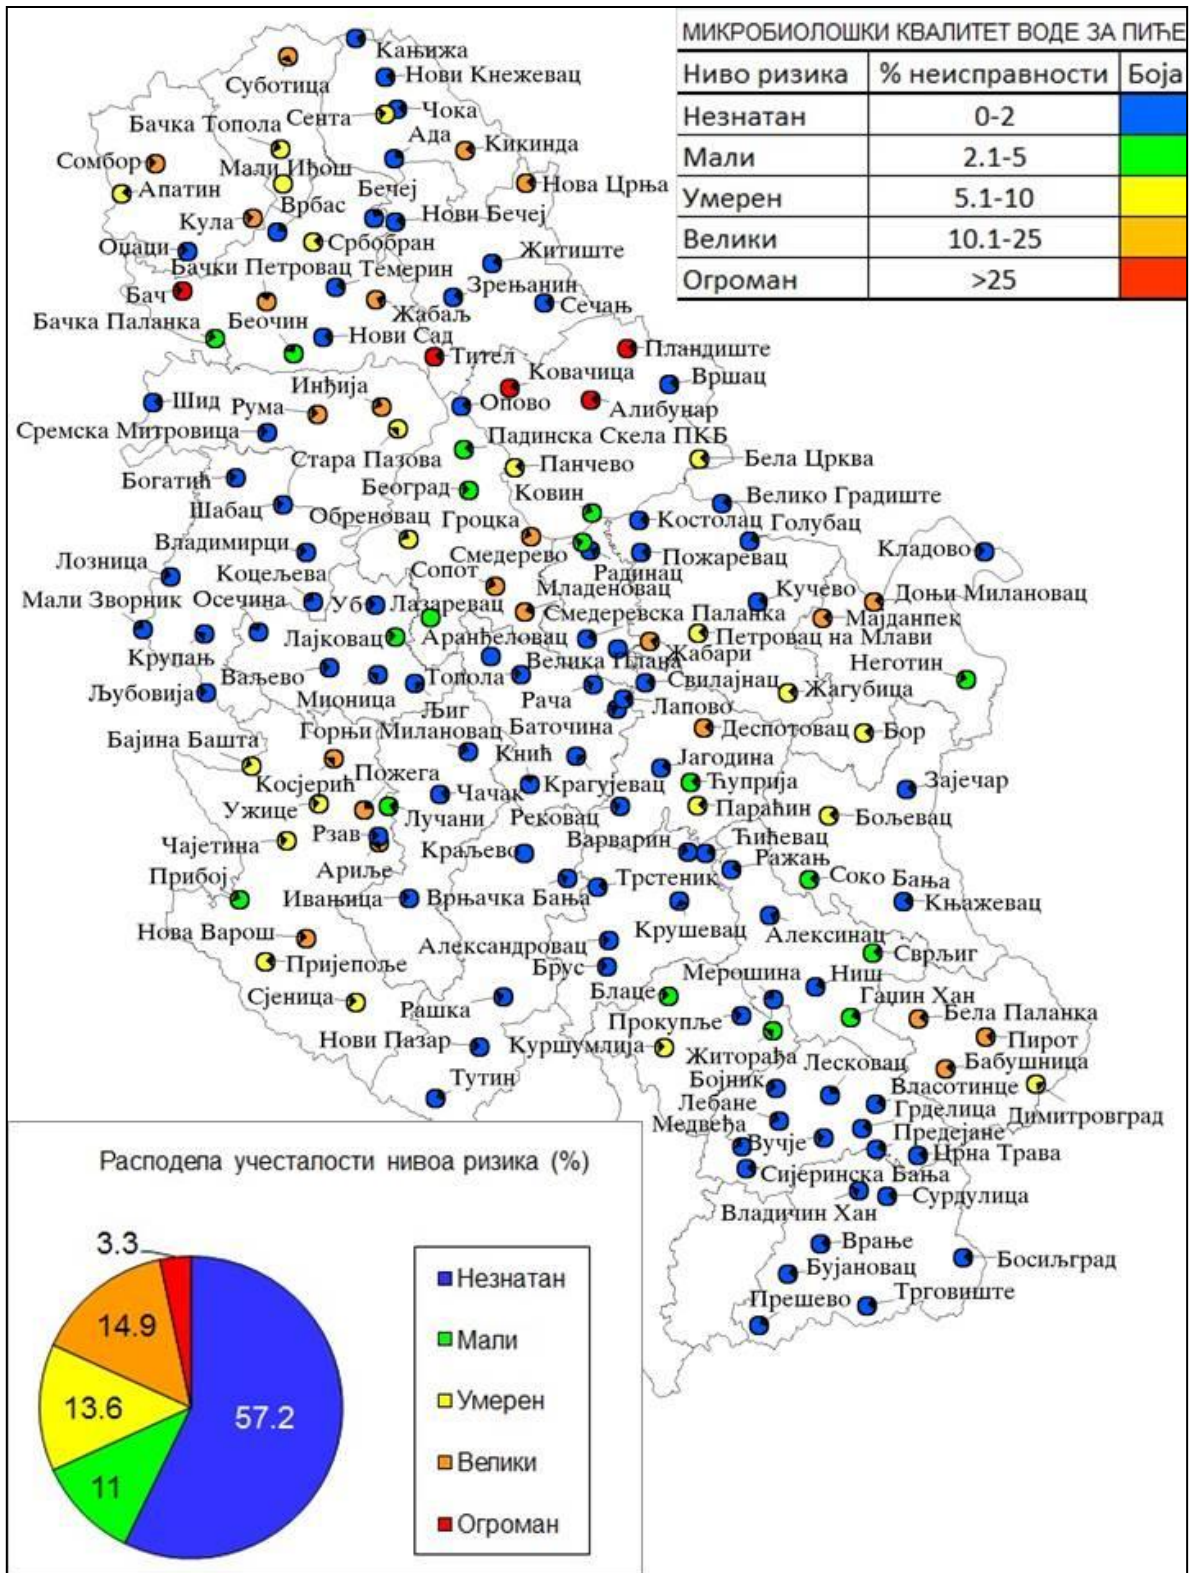 МИКРОБИОЛОШКИ КВАЛИТЕТ ВОДЕ ЗА ПИЋЕ
Ниво ризика % неисправности Боја
Незнатан 0-2
Мали 2.1-5
Умерен 5.1-10
Велики 10.1-25
Огроман >25
Кањижа
Суботица
Нови Кнежевац
Сента
Чока
Бачка Топола
Ада
Кикинда
Сомбор
Мали Иђош
Нова Црња
Апатин
Бечеј
Врбас
Кула
Нови Бечеј
Србобран
Оџаци
Житиште
Бачки Петровац
Темерин
Зрењанин
Бач
Жабаљ
Сечањ
Бачка Паланка
Беочин
Нови Сад
Тител
Пландиште
Ковачица
Вршац
Инђија
Шид
Рума
Опово
Алибунар
Сремска Митровица
Падинска Скела ПКБ
Стара Пазова
Панчево
Бела Црква
Богатић
Београд
Ковин
Велико Градиште
Шабац
Обреновац
Гроцка
Костолац
Голубац
Владимирци
Смедерево
Пожаревац
Кладово
Лозница
Коцељева
Сопот
Радинац
Младеновац
Кучево
Доњи Милановац
Мали Зворник
Осечина
Уб
Лазаревац
Смедеревска Паланка
Мајданпек
Лајковац
Аранђеловац
Петровац на Млави
Крупањ
Велика Плана
Жабари
Неготин
Ваљево
Топола
Свилајнац
Љубовија
Мионица
Љиг
Рача
Лапово
Жагубица
Баточина
Горњи Милановац
Деспотовац
Бор
Бајина Башта
Кнић
Јагодина
Косјерић
Пожега
Крагујевац
Ћуприја
Зајечар
Ужице
Чачак
Лучани
Рековац
Параћин
Бољевац
Рзав
Чајетина
Краљево
Варварин
Ћићевац
Ражањ
Прибој
Ариље
Трстеник
Соко Бања
Ивањица
Врњачка Бања
Књажевац
Нова Варош
Крушевац
Алексинац
Александровац
Пријепоље
Брус
Сврљиг
Мерошина
Ниш
Сјеница
Блаце
Рашка
Гаџин Хан
Прокупље
Бела Паланка
Нови Пазар
Куршумлија
Пирот
Житорађа
Лесковац
Бабушница
Тутин
Бојник
Власотинце
Лебане
Грделица
Димитровград
Медвеђа
Вучје
Предејане
Црна Трава
Сијеринска Бања
Сурдулица
Владичин Хан
Врање
Босиљград
Бујановац
Прешево
Трговиште
Расподела учесталости нивоа ризика (%)
3.3
14.9
13.6
57.2
11
Незнатан
Мали
Умерен
Велики
Огроман